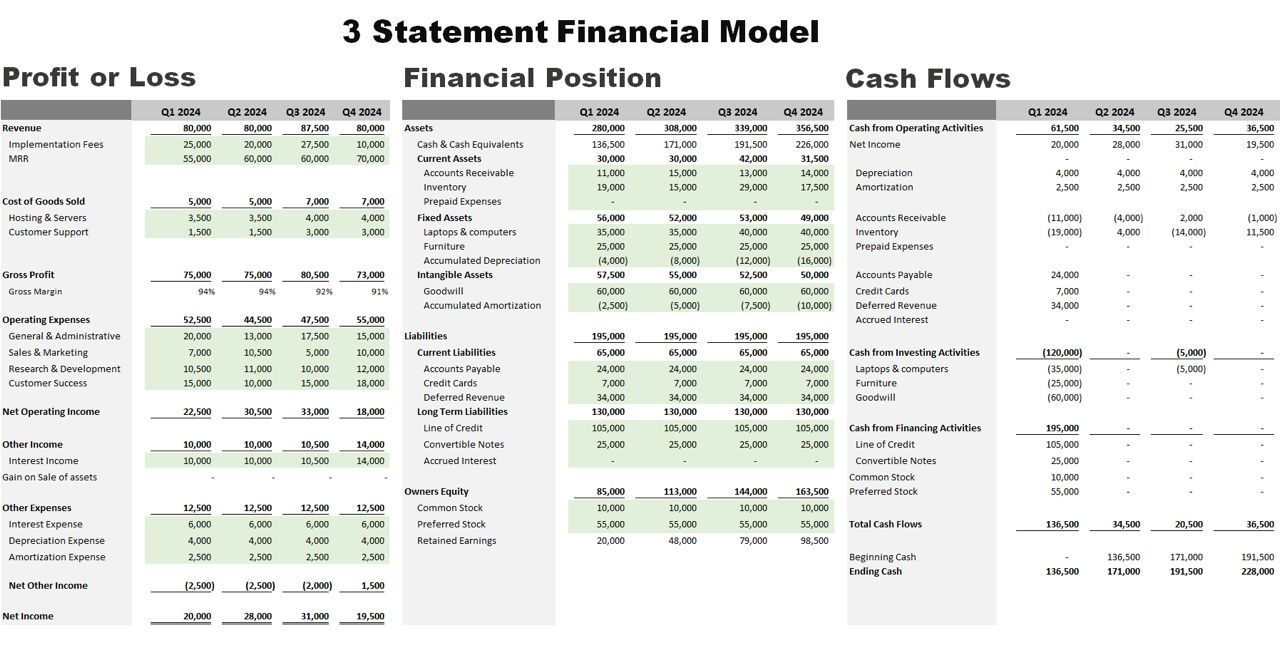 3 Statement Financial Model
Profit or Loss
Q1 2024 Q2 2024 Q3 2024 Q4 2024
Revenue 80,000 80,000 87,500 80,000
Implementation Fees 25,000 20,000 27,500 10,000
MRR 55,000 60,000 60,000 70,000
Cost of Goods Sold 5,000 5,000 7,000 7,000
Hosting & Servers 3,500 3,500 4,000 4,000
Customer Support 1,500 1,500 3,000 3,000
Gross Profit 75,000 75,000 80,500 73,000
Gross Margin 94% 94% 92% 91%
Operating Expenses 52,500 44,500 47,500 55,000
General & Administrative 20,000 13,000 17,500 15,000
Sales & Marketing 7,000 10,500 5,000 10,000
Research & Development 10,500 11,000 10,000 12,000
Customer Success 15,000 10,000 15,000 18,000
Net Operating Income 22,500 30,500 33,000 18,000
Other Income 10,000 10,000 10,500 14,000
Interest Income 10,000 10,000 10,500 14,000
Gain on Sale of assets - - - -
Other Expenses 12,500 12,500 12,500 12,500
Interest Expense 6,000 6,000 6,000 6,000
Depreciation Expense 4,000 4,000 4,000 4,000
Amortization Expense 2,500 2,500 2,500 2,500
Net Other Income (2,500) (2,500) (2,000) 1,500
Net Income 20,000 28,000 31,000 19,500
Financial Position
Q1 2024 Q2 2024 Q3 2024 Q4 2024
Assets 280,000 308,000 339,000 356,500
Cash & Cash Equivalents 136,500 171,000 191,500 226,000
Current Assets 30,000 30,000 42,000 31,500
Accounts Receivable 11,000 15,000 13,000 14,000
Inventory 19,000 15,000 29,000 17,500
Prepaid Expenses - - - -
Fixed Assets 56,000 52,000 53,000 49,000
Laptops & computers 35,000 35,000 40,000 40,000
Furniture 25,000 25,000 25,000 25,000
Accumulated Depreciation (4,000) (8,000) (12,000) (16,000)
Intangible Assets 57,500 55,000 52,500 50,000
Goodwill 60,000 60,000 60,000 60,000
Accumulated Amortization (2,500) (5,000) (7,500) (10,000)
Liabilities 195,000 195,000 195,000 195,000
Current Liabilities 65,000 65,000 65,000 65,000
Accounts Payable 24,000 24,000 24,000 24,000
Credit Cards 7,000 7,000 7,000 7,000
Deferred Revenue 34,000 34,000 34,000 34,000
Long Term Liabilities 130,000 130,000 130,000 130,000
Line of Credit 105,000 105,000 105,000 105,000
Convertible Notes 25,000 25,000 25,000 25,000
Accrued Interest - - - -
Owners Equity 85,000 113,000 144,000 163,500
Common Stock 10,000 10,000 10,000 10,000
Preferred Stock 55,000 55,000 55,000 55,000
Retained Earnings 20,000 48,000 79,000 98,500
Cash Flows
Q1 2024 Q2 2024 Q3 2024 Q4 2024
Cash from Operating Activities 61,500 34,500 25,500 36,500
Net Income 20,000 28,000 31,000 19,500
- - - -
Depreciation 4,000 4,000 4,000 4,000
Amortization 2,500 2,500 2,500 2,500
Accounts Receivable (11,000) (4,000) 2,000 (1,000)
Inventory (19,000) 4,000 (14,000) 11,500
Prepaid Expenses - - - -
Accounts Payable 24,000 - - -
Credit Cards 7,000 - - -
Deferred Revenue 34,000 - - -
Accrued Interest - - - -
Cash from Investing Activities (120,000) - (5,000) -
Laptops & computers (35,000) - (5,000) -
Furniture (25,000) - - -
Goodwill (60,000) - - -
Cash from Financing Activities 195,000 - - -
Line of Credit 105,000 - - -
Convertible Notes 25,000 - - -
Common Stock 10,000 - - -
Preferred Stock 55,000 - - -
Total Cash Flows 136,500 34,500 20,500 36,500
Beginning Cash - 136,500 171,000 191,500
Ending Cash 136,500 171,000 191,500 228,000